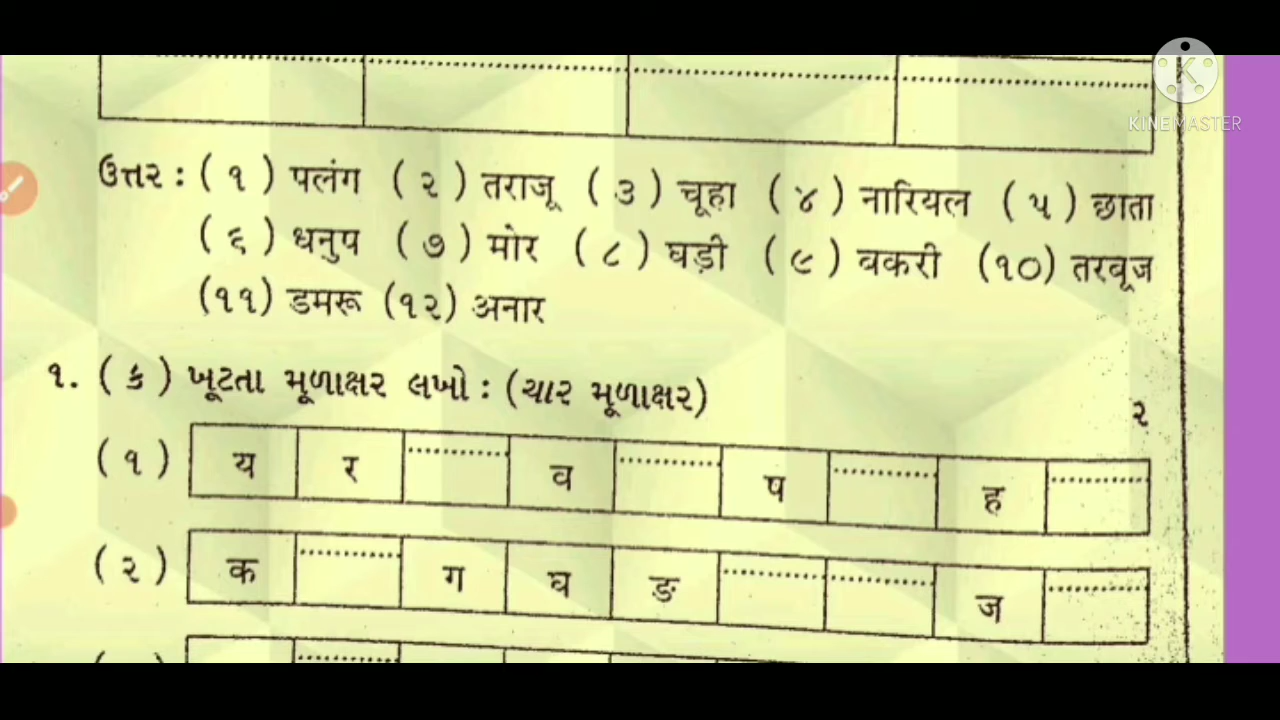 KINEMASTER
ઉત્તર : (૧) पलंग (૨) तराजू (૩) चूहा (૪) नारियल (૫) छाता
(૬) धनुष (૭) मोर (૮) घड़ी (૯) बकरी (૧૦) तरबूज
(૧૧) डमरू (૧૨) अनार
૧. (ક) ખૂટતા મૂળાક્ષર લખો : (ચાર મૂળાક્ષર) ૨
(૧) य र ........ व ........ ष ........ ह ........
(૨) क ........ ग घ ङ ........ ........ ज ........